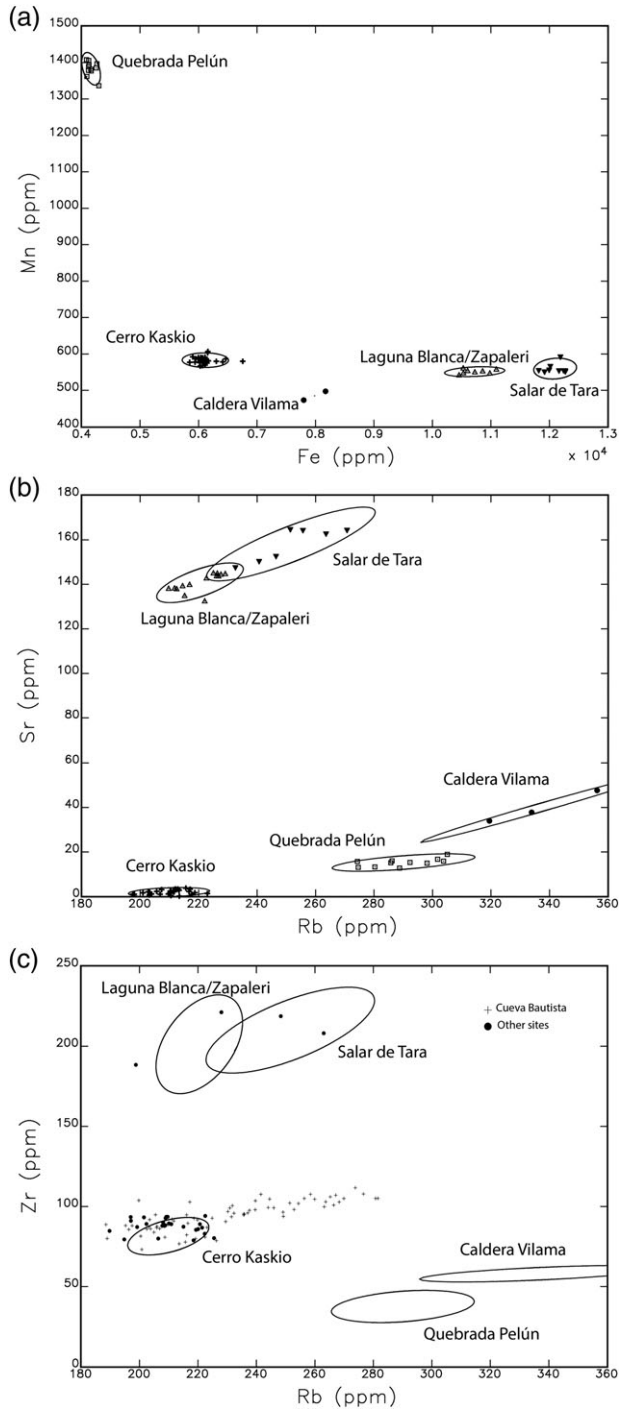 (a)
1500
1400
1300
1200
1100
1000
900
800
700
600
500
400
Mn (ppm)
Quebrada Pelún
Cerro Kaskio
Caldera Vilama
Laguna Blanca/Zapaleri
Salar de Tara
0.4 0.5 0.6 0.7 0.8 0.9 1.0 1.1 1.2 1.3
Fe (ppm)
x 10⁴
(b)
180
160
140
120
100
80
60
40
20
0
Sr (ppm)
Salar de Tara
Laguna Blanca/Zapaleri
Caldera Vilama
Quebrada Pelún
Cerro Kaskio
180 200 220 240 260 280 300 320 340 360
Rb (ppm)
(c)
250
200
150
100
50
0
Zr (ppm)
Laguna Blanca/Zapaleri
Cueva Bautista
Other sites
Salar de Tara
Cerro Kaskio
Caldera Vilama
Quebrada Pelún
180 200 220 240 260 280 300 320 340 360
Rb (ppm)